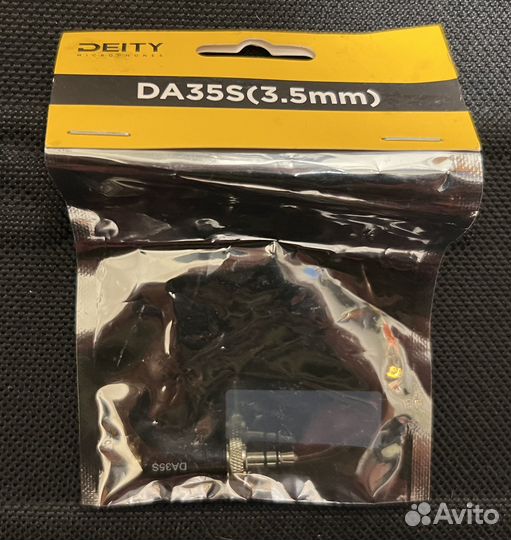 DEITY
MICROPHONES
DA35S(3.5mm)
DA35S
Avito